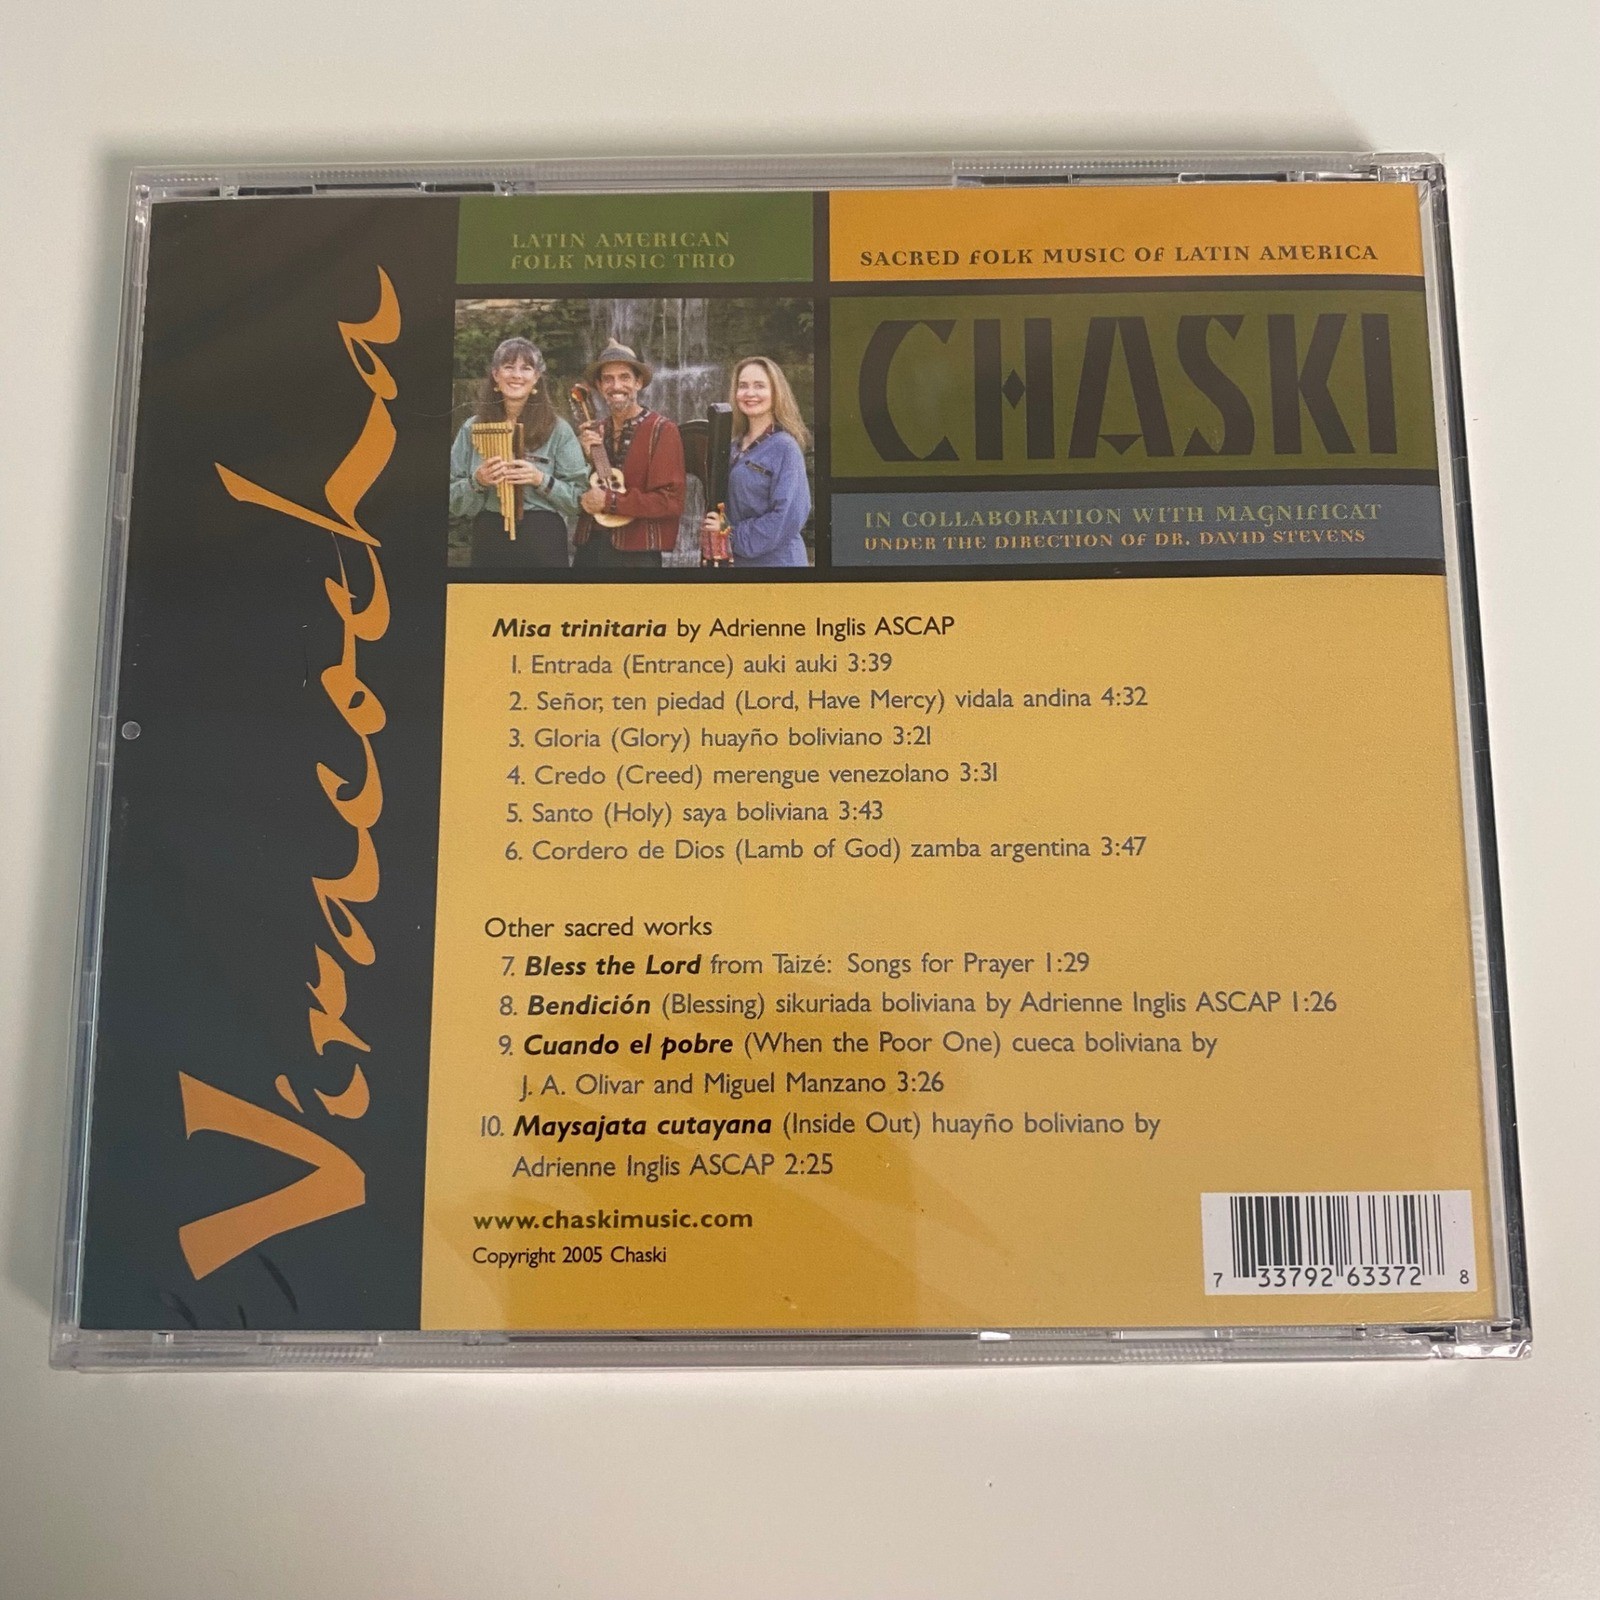 Viracocha
LATIN AMERICAN
FOLK MUSIC TRIO
SACRED FOLK MUSIC OF LATIN AMERICA
CHASKI
IN COLLABORATION WITH MAGNIFICAT
UNDER THE DIRECTION OF DR. DAVID STEVENS
Misa trinitaria by Adrienne Inglis ASCAP
1. Entrada (Entrance) auki auki 3:39
2. Señor, ten piedad (Lord, Have Mercy) vidala andina 4:32
3. Gloria (Glory) huayño boliviano 3:21
4. Credo (Creed) merengue venezolano 3:31
5. Santo (Holy) saya boliviana 3:43
6. Cordero de Dios (Lamb of God) zamba argentina 3:47
Other sacred works
7. Bless the Lord from Taizé: Songs for Prayer 1:29
8. Bendición (Blessing) sikuriada boliviana by Adrienne Inglis ASCAP 1:26
9. Cuando el pobre (When the Poor One) cueca boliviana by
J. A. Olivar and Miguel Manzano 3:26
10. Maysajata cutayana (Inside Out) huayño boliviano by
Adrienne Inglis ASCAP 2:25
www.chaskimusic.com
Copyright 2005 Chaski
7 33792 63372 8